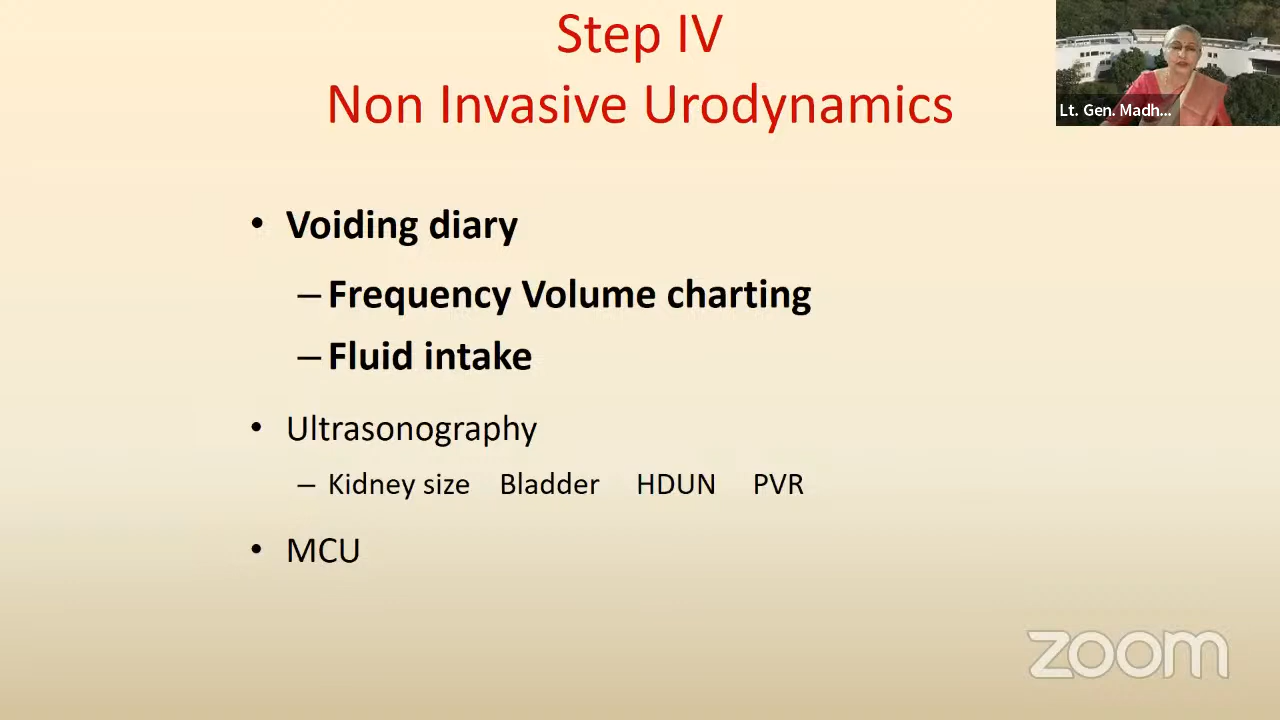 Step IV
Non Invasive Urodynamics
Lt. Gen. Madh...
• Voiding diary
– Frequency Volume charting
– Fluid intake
• Ultrasonography
– Kidney size Bladder HDUN PVR
• MCU
zoom